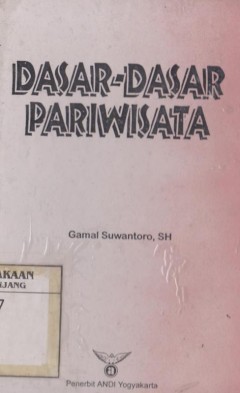 DASAR-DASAR
PARIWISATA
Gamal Suwantoro, SH
AKAAN
JANG
7
Penerbit ANDI Yogyakarta